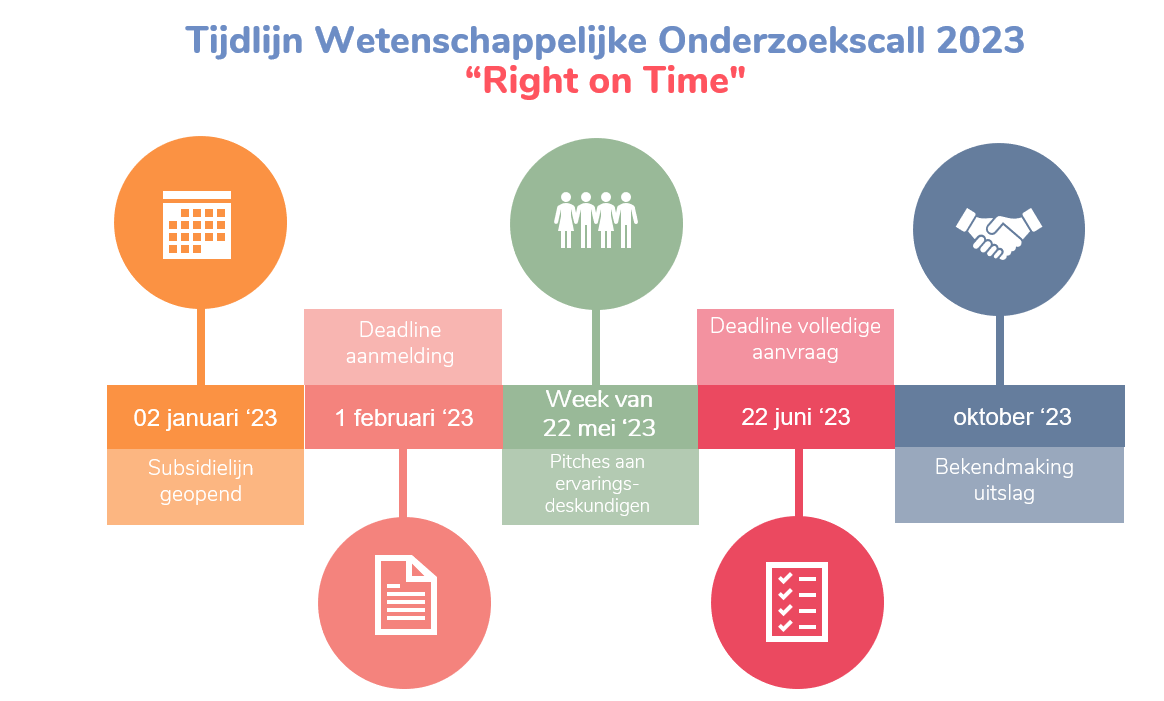 Tijdlijn Wetenschappelijke Onderzoekscall 2023
“Right on Time"
02 januari ‘23
Subsidielijn
geopend
Deadline
aanmelding
1 februari ‘23
Week van
22 mei ‘23
Pitches aan
ervarings-
deskundigen
Deadline volledige
aanvraag
22 juni ‘23
oktober ‘23
Bekendmaking
uitslag